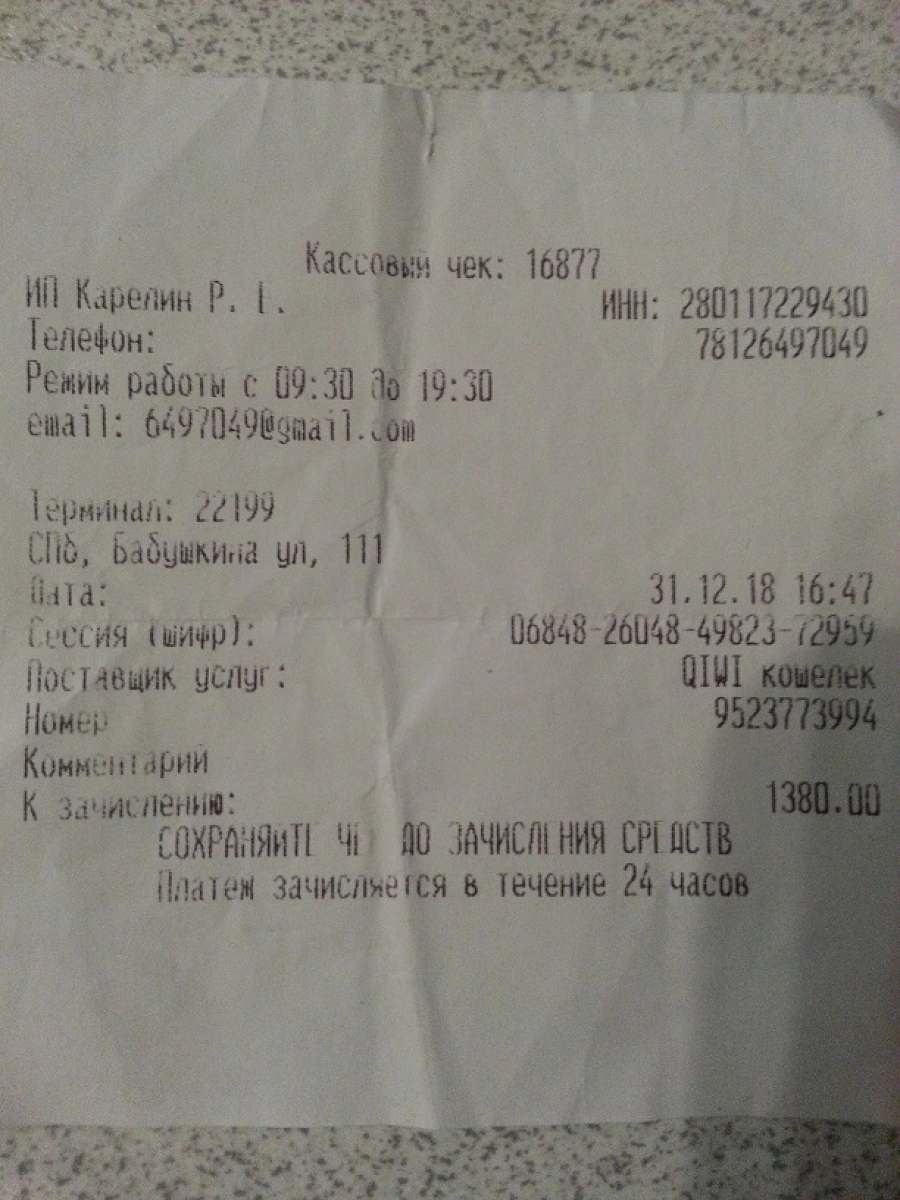 Кассовый чек: 16877
ИП Карелин Р. Е. ИНН: 280117229430
Телефон: 78126497049
Режим работы с 09:30 до 19:30
email: 6497049@gmail.com
Терминал: 22199
СПб, Бабушкина ул, 111
Дата: 31.12.18 16:47
Сессия (шифр): 06848-26048-49823-72959
Поставщик услуг: QIWI кошелек
Номер 9523773994
Комментарий
К зачислению: 1380.00
СОХРАНЯЙТЕ ЧЕК ДО ЗАЧИСЛЕНИЯ СРЕДСТВ
Платеж зачисляется в течение 24 часов